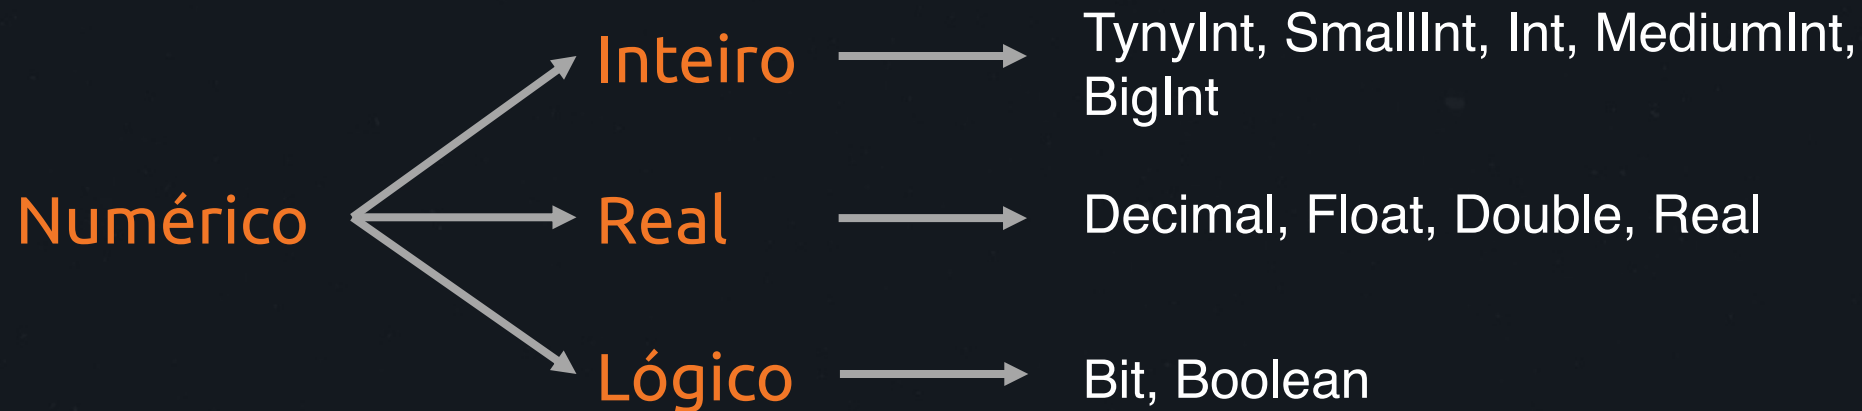 Numérico
Inteiro
TynyInt, SmallInt, Int, MediumInt,
BigInt
Real
Decimal, Float, Double, Real
Lógico
Bit, Boolean